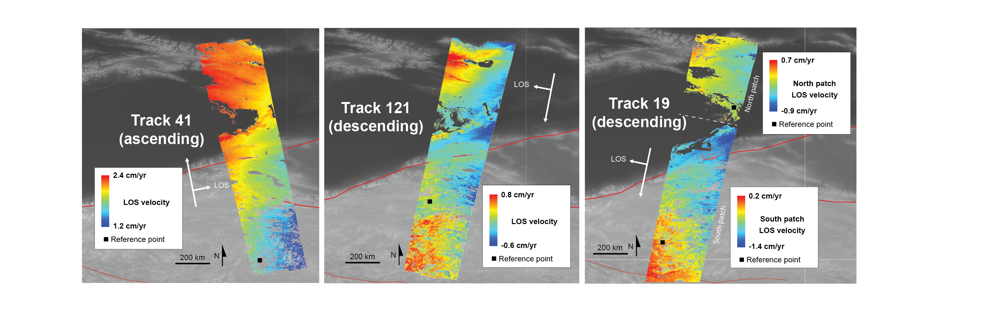 Track 41
(ascending)
LOS
2.4 cm/yr
LOS velocity
1.2 cm/yr
Reference point
200 km
N
Track 121
(descending)
LOS
0.8 cm/yr
LOS velocity
-0.6 cm/yr
Reference point
200 km
N
Track 19
(descending)
LOS
North patch
0.7 cm/yr
North patch
LOS velocity
-0.9 cm/yr
Reference point
South patch
0.2 cm/yr
South patch
LOS velocity
-1.4 cm/yr
Reference point
200 km
N